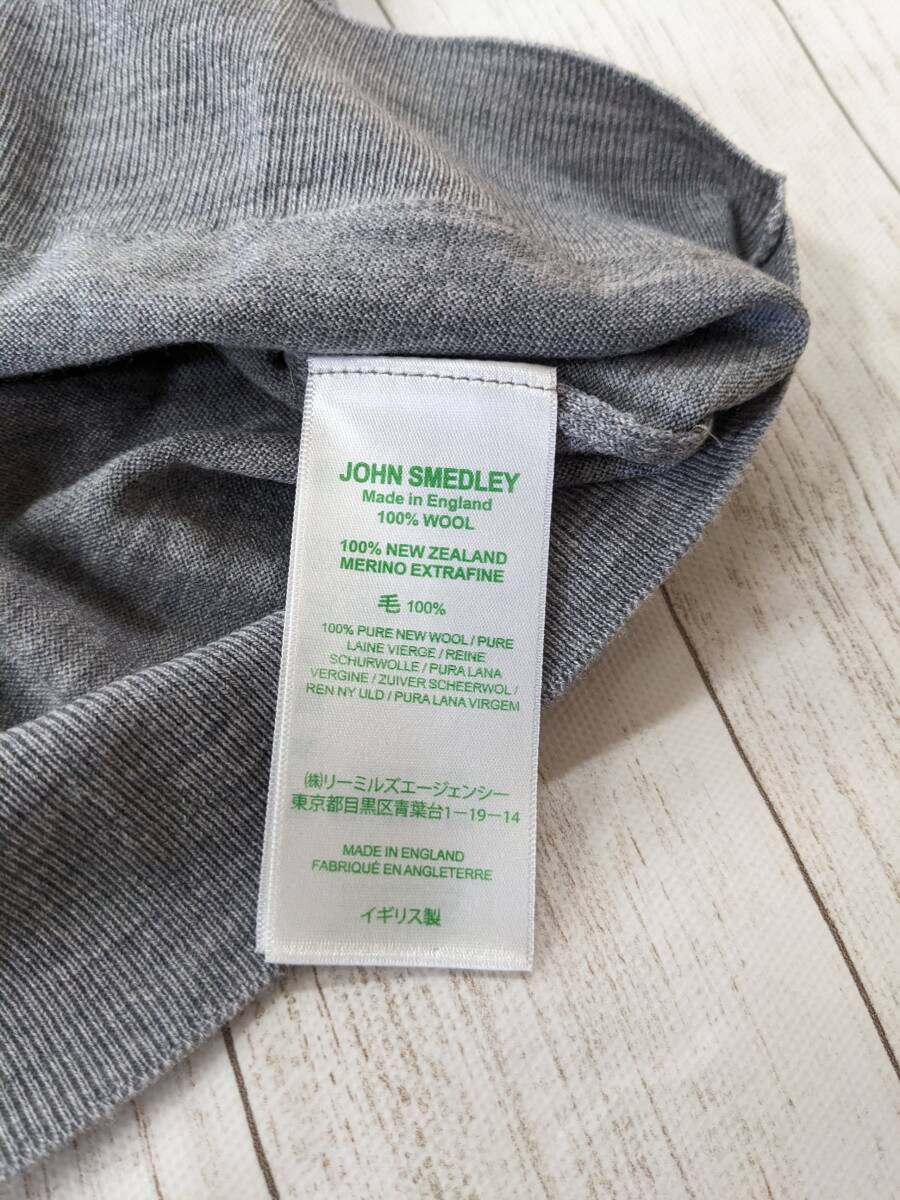 JOHN SMEDLEY
Made in England
100% WOOL
100% NEW ZEALAND
MERINO EXTRAFINE
毛 100%
100% PURE NEW WOOL / PURE
LAINE VIERGE / REINE
SCHURWOLLE / PURA LANA
VERGINE / ZUIVER SCHEERWOL /
REN NY ULD / PURA LANA VIRGEM
㈱リーミルズエージェンシー
東京都目黒区青葉台1−19−14
MADE IN ENGLAND
FABRIQUÉ EN ANGLETERRE
イギリス製